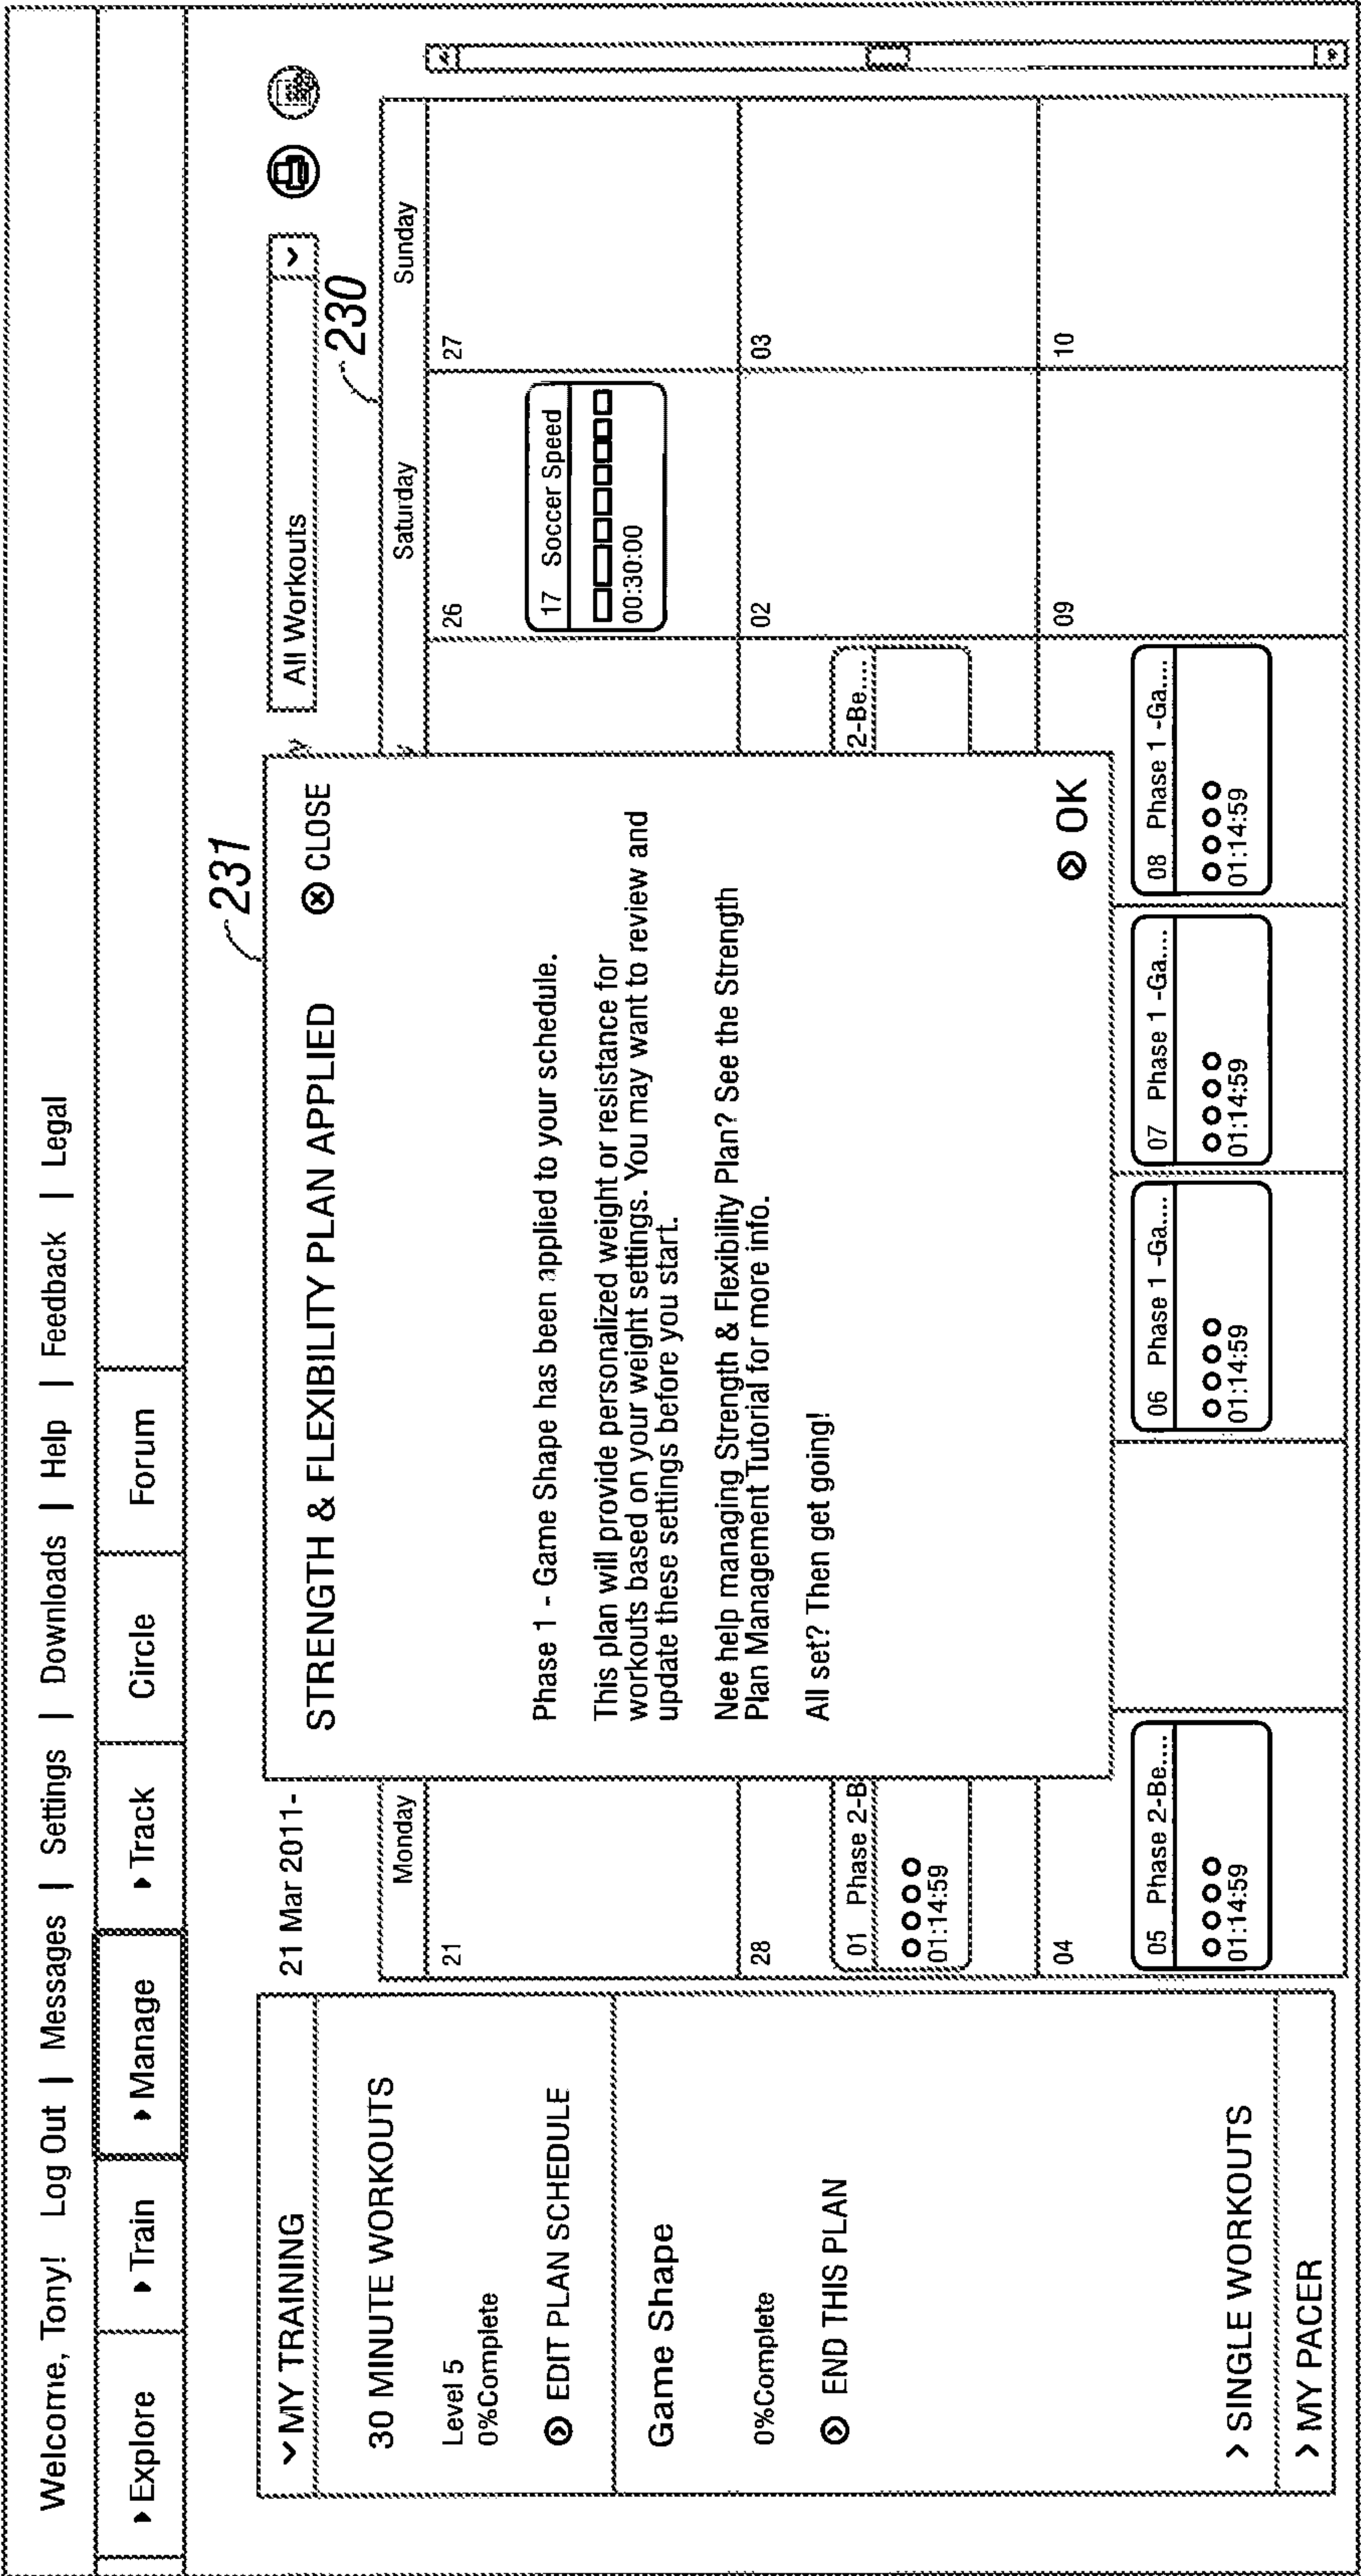 Welcome, Tony! Log Out | Messages | Settings | Downloads | Help | Feedback | Legal
Explore Train Manage Track Circle Forum
MY TRAINING
30 MINUTE WORKOUTS
Level 5
0%Complete
EDIT PLAN SCHEDULE
Game Shape
0%Complete
END THIS PLAN
SINGLE WORKOUTS
MY PACER
21 Mar 2011-
All Workouts
231
230
STRENGTH & FLEXIBILITY PLAN APPLIED
CLOSE
Phase 1 - Game Shape has been applied to your schedule.
This plan will provide personalized weight or resistance for
workouts based on your weight settings. You may want to review and
update these settings before you start.
Nee help managing Strength & Flexibility Plan? See the Strength
Plan Management Tutorial for more info.
All set? Then get going!
OK
Monday Saturday Sunday
21 26 27
17 Soccer Speed
00:30:00
28 02 03
01 Phase 2-B
01:14:59
2-Be....
04 09 10
05 Phase 2-Be....
01:14:59
06 Phase 1 -Ga....
01:14:59
07 Phase 1 -Ga....
01:14:59
08 Phase 1 -Ga....
01:14:59